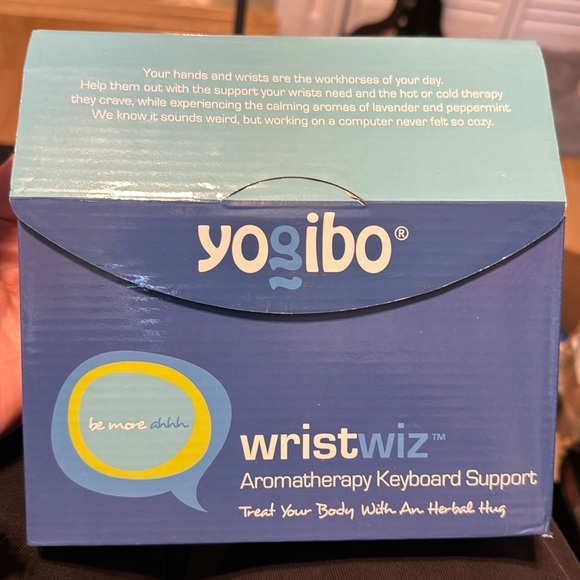 Your hands and wrists are the workhorses of your day.
Help them out with the support your wrists need and the hot or cold therapy
they crave, while experiencing the calming aromas of lavender and peppermint
We know it sounds weird, but working on a computer never felt so cozy.
yogibo®
be more ahhh
wristwiz™
Aromatherapy Keyboard Support
Treat Your Body With An Herbal Hug